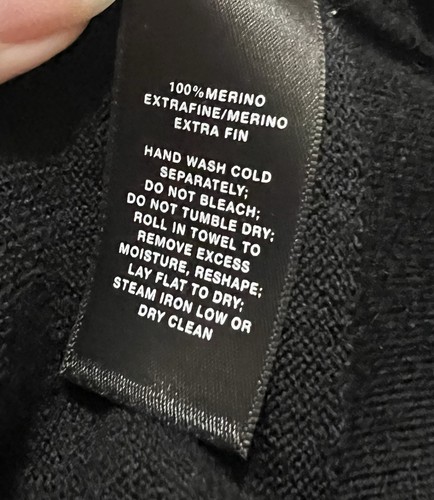 100%MERINO
EXTRAFINE/MERINO
EXTRA FIN
HAND WASH COLD
SEPARATELY;
DO NOT BLEACH;
DO NOT TUMBLE DRY;
ROLL IN TOWEL TO
REMOVE EXCESS
MOISTURE, RESHAPE;
LAY FLAT TO DRY;
STEAM IRON LOW OR
DRY CLEAN